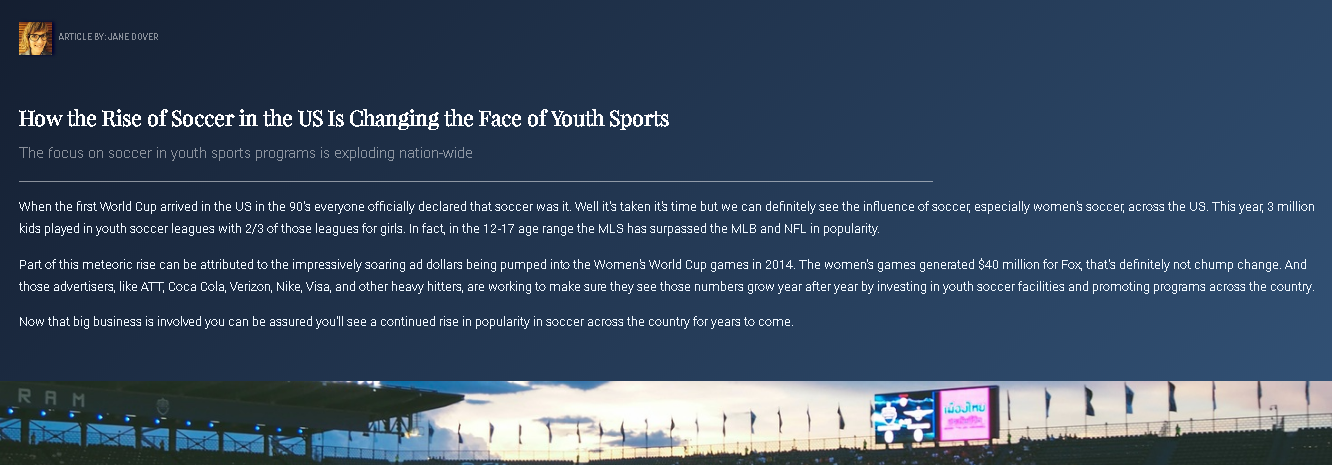 ARTICLE BY: JANE DOVER
How the Rise of Soccer in the US Is Changing the Face of Youth Sports
The focus on soccer in youth sports programs is exploding nation-wide
When the first World Cup arrived in the US in the 90's everyone officially declared that soccer was it. Well it's taken it's time but we can definitely see the influence of soccer, especially women's soccer, across the US. This year, 3 million
kids played in youth soccer leagues with 2/3 of those leagues for girls. In fact, in the 12-17 age range the MLS has surpassed the MLB and NFL in popularity.
Part of this meteoric rise can be attributed to the impressively soaring ad dollars being pumped into the Women's World Cup games in 2014. The women's games generated $40 million for Fox, that's definitely not chump change. And
those advertisers, like ATT, Coca Cola, Verizon, Nike, Visa, and other heavy hitters, are working to make sure they see those numbers grow year after year by investing in youth soccer facilities and promoting programs across the country.
Now that big business is involved you can be assured you'll see a continued rise in popularity in soccer across the country for years to come.
RAM
เมืองไทย